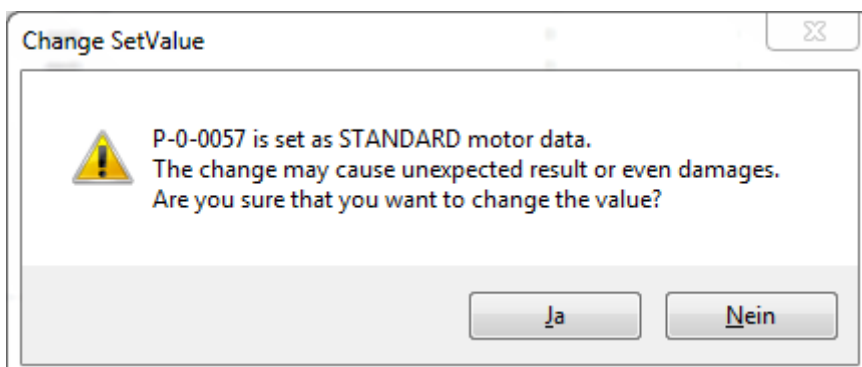 Change SetValue
P-0-0057 is set as STANDARD motor data.
The change may cause unexpected result or even damages.
Are you sure that you want to change the value?
Ja
Nein